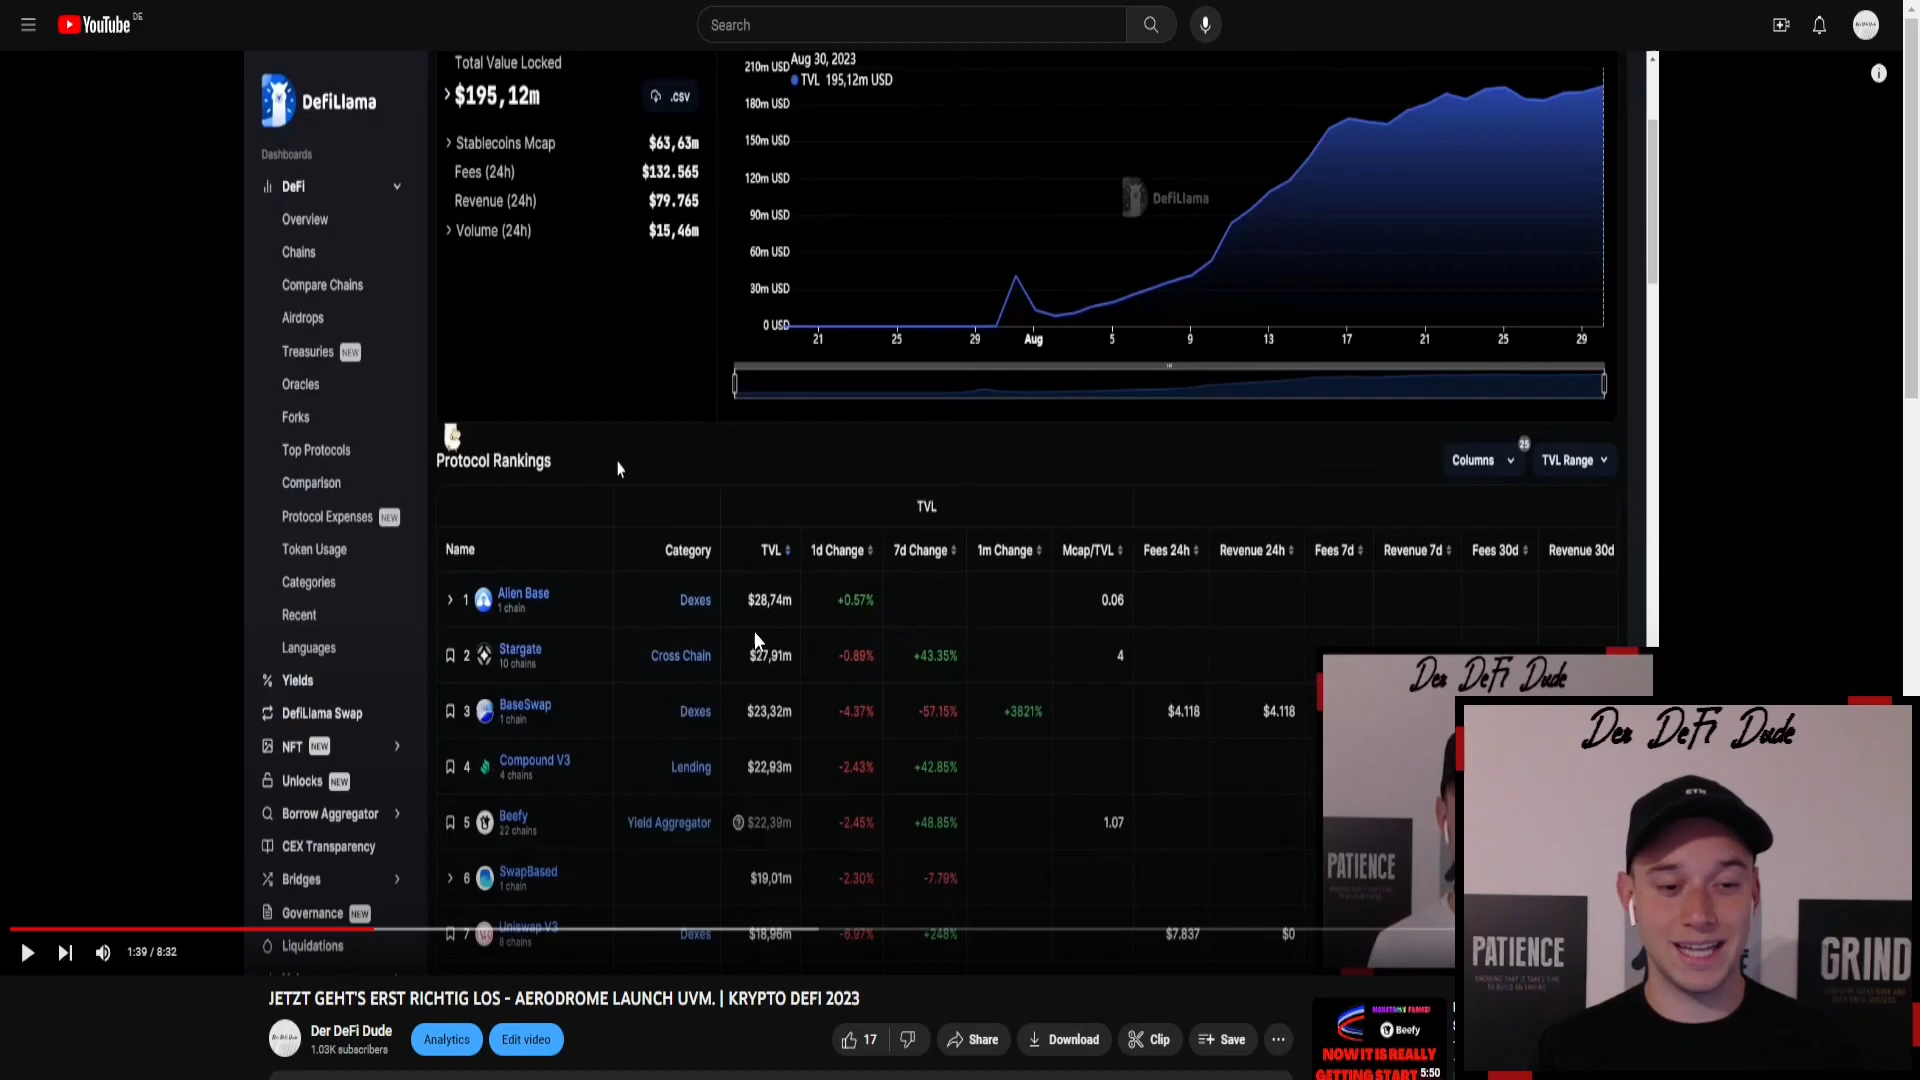 YouTube DE
Search
DefiLlama
Dashboards
DeFi
Overview
Chains
Compare Chains
Airdrops
Treasuries NEW
Oracles
Forks
Top Protocols
Comparison
Protocol Expenses NEW
Token Usage
Categories
Recent
Languages
Yields
DefiLlama Swap
NFT NEW
Unlocks NEW
Borrow Aggregator
CEX Transparency
Bridges
Governance NEW
Liquidations
Total Value Locked
$195,12m
.csv
Stablecoins Mcap $63,63m
Fees (24h) $132.565
Revenue (24h) $79.765
Volume (24h) $15,46m
Aug 30, 2023
TVL 195,12m USD
210m USD
180m USD
150m USD
120m USD
90m USD
60m USD
30m USD
0 USD
DefiLlama
21 25 29 Aug 5 9 13 17 21 25 29
Protocol Rankings
Columns 25 TVL Range
TVL
Name Category TVL 1d Change 7d Change 1m Change Mcap/TVL Fees 24h Revenue 24h Fees 7d Revenue 7d Fees 30d Revenue 30d
1 Alien Base Dexes $28,74m +0.57% 0.06
1 chain
2 Stargate Cross Chain $27,91m -0.89% +43.35% 4
10 chains
3 BaseSwap Dexes $23,32m -4.37% -57.15% +3821% $4.118 $4.118
1 chain
4 Compound V3 Lending $22,93m -2.43% +42.85%
4 chains
5 Beefy Yield Aggregator $22,39m -2.45% +48.85% 1.07
22 chains
6 SwapBased $19,01m -2.30% -7.79%
1 chain
7 Uniswap V3 Dexes $18,96m -6.97% +248% $7.837 $0
8 chains
Der DeFi Dude
PATIENCE
Der DeFi Dude
ETH
PATIENCE
KNOWING THAT IT TAKES TIME
TO BUILD AN EMPIRE
GRIND
1:39 / 8:32
JETZT GEHT'S ERST RICHTIG LOS - AERODROME LAUNCH UVM. | KRYPTO DEFI 2023
Der DeFi Dude
1.03K subscribers
Analytics
Edit video
17
Share
Download
Clip
Save
Beefy
NOW IT IS REALLY
GETTING START
5:50